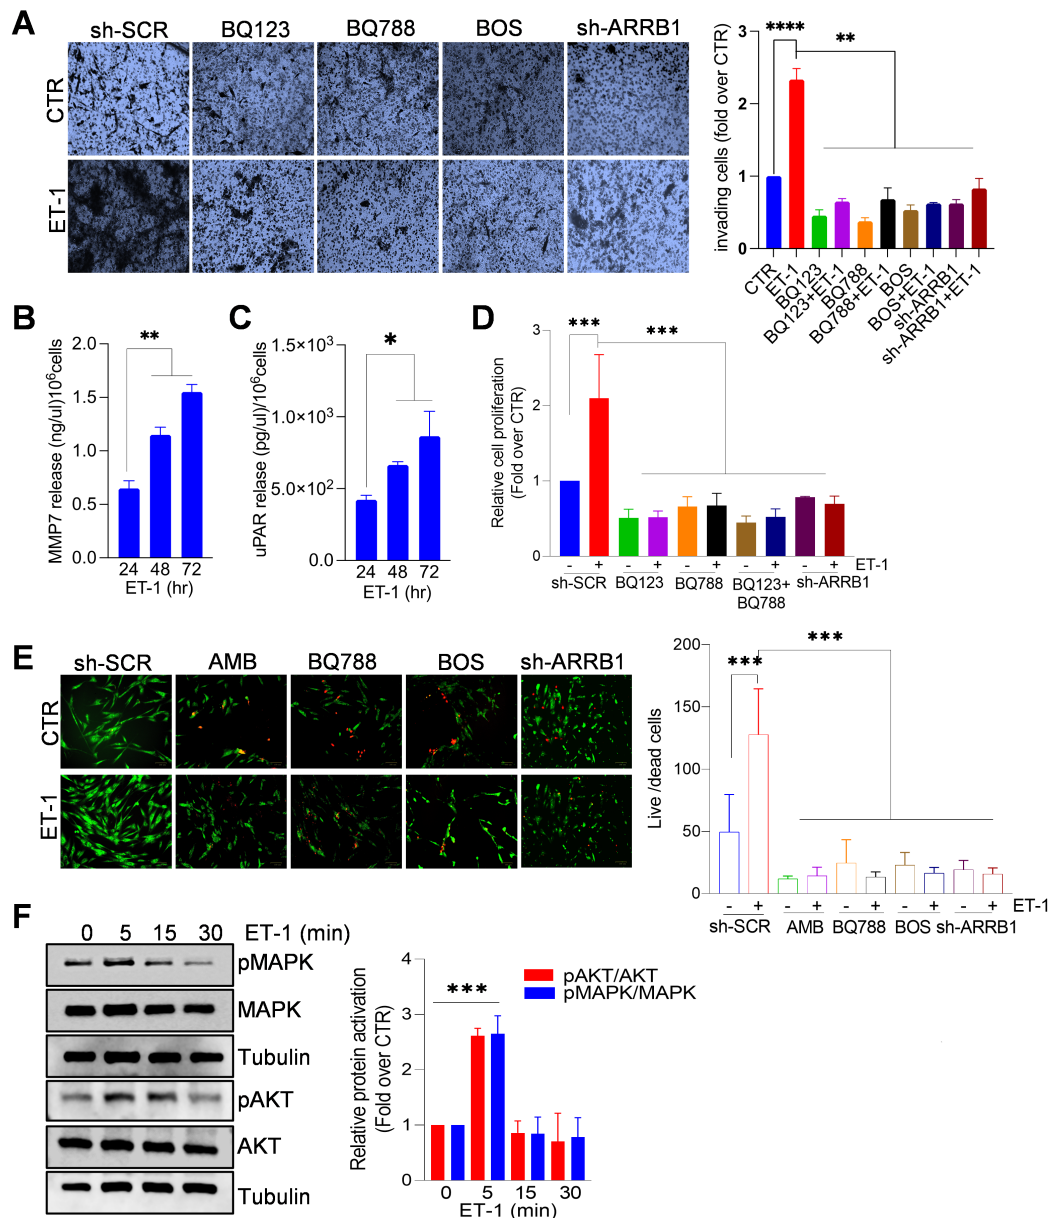 A
sh-SCR BQ123 BQ788 BOS sh-ARRB1
CTR
ET-1
invading cells (fold over CTR)
3
2
1
0
****
**
CTR
ET-1
BQ123
BQ123+ET-1
BQ788
BQ788+ET-1
BOS
BOS+ET-1
sh-ARRB1
sh-ARRB1+ET-1
B
MMP7 release (ng/ul)10⁶cells
2.0
1.5
1.0
0.5
0.0
**
24 48 72
ET-1 (hr)
C
uPAR relase (pg/ul)/10⁶cells
1.5×10³
1.0×10³
5.0×10²
0.0
*
24 48 72
ET-1 (hr)
D
Relative cell proliferation
(Fold over CTR)
3
2
1
0
***
***
- + - + - + - + - + ET-1
sh-SCR BQ123 BQ788 BQ123+ sh-ARRB1
BQ788
E
sh-SCR AMB BQ788 BOS sh-ARRB1
CTR
ET-1
Live /dead cells
200
150
100
50
0
***
***
- + - + - + - + - + ET-1
sh-SCR AMB BQ788 BOS sh-ARRB1
F
0 5 15 30 ET-1 (min)
pMAPK
MAPK
Tubulin
pAKT
AKT
Tubulin
Relative protein activation
(Fold over CTR)
4
3
2
1
0
***
pAKT/AKT
pMAPK/MAPK
0 5 15 30
ET-1 (min)